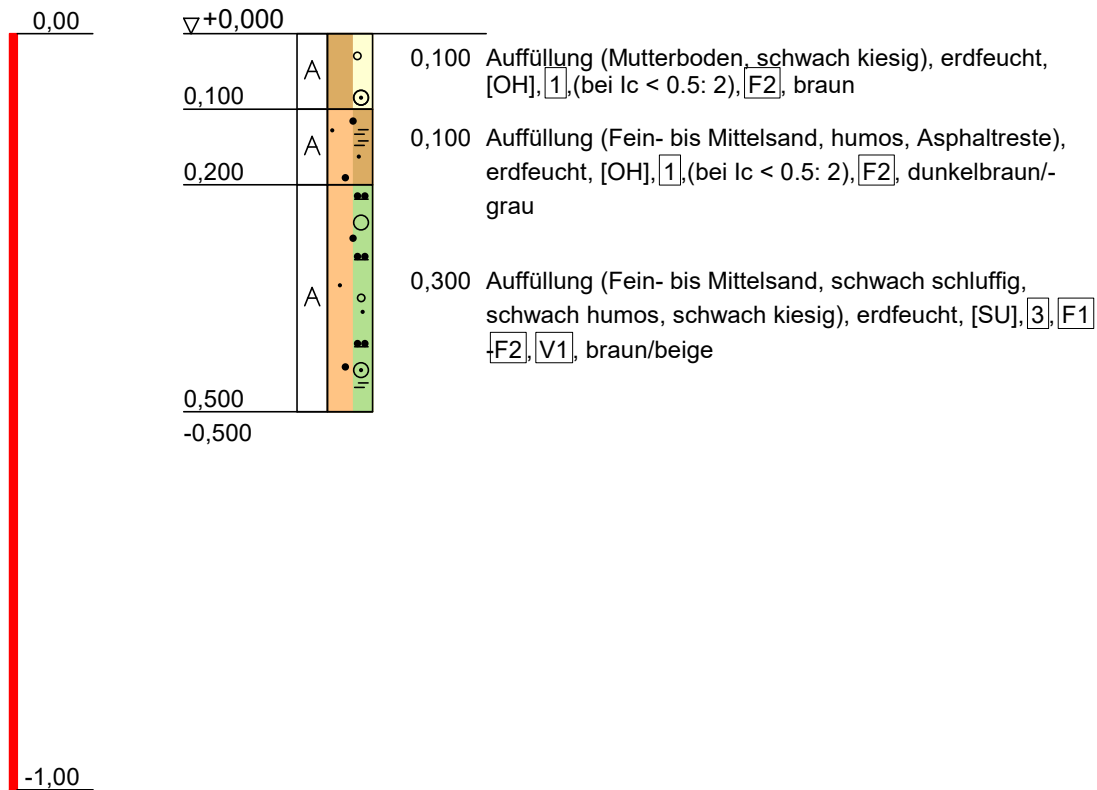 0,00
▽+0,000
A
0,100 Auffüllung (Mutterboden, schwach kiesig), erdfeucht,
[OH], 1 ,(bei Ic < 0.5: 2), F2 , braun
0,100
A
0,100 Auffüllung (Fein- bis Mittelsand, humos, Asphaltreste),
erdfeucht, [OH], 1 ,(bei Ic < 0.5: 2), F2 , dunkelbraun/-
grau
0,200
A
0,300 Auffüllung (Fein- bis Mittelsand, schwach schluffig,
schwach humos, schwach kiesig), erdfeucht, [SU], 3 , F1
-F2 , V1 , braun/beige
0,500
-0,500
-1,00